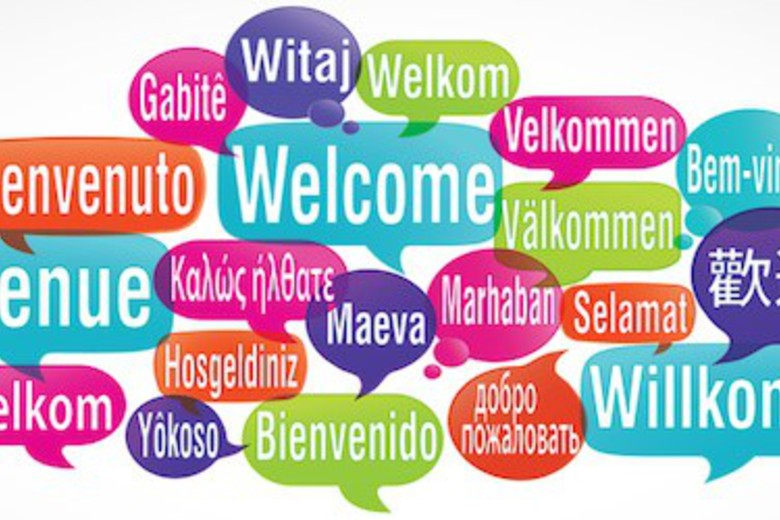 Witaj
Welkom
Gabitê
Velkommen
envenuto
Welcome
Bem-vin
Välkommen
enue
Καλώς ήλθατε
Marhaban
Selamat
歡
Maeva
Hosgeldiniz
Willkon
elkom
Yôkoso
Bienvenido
добро
пожаловать